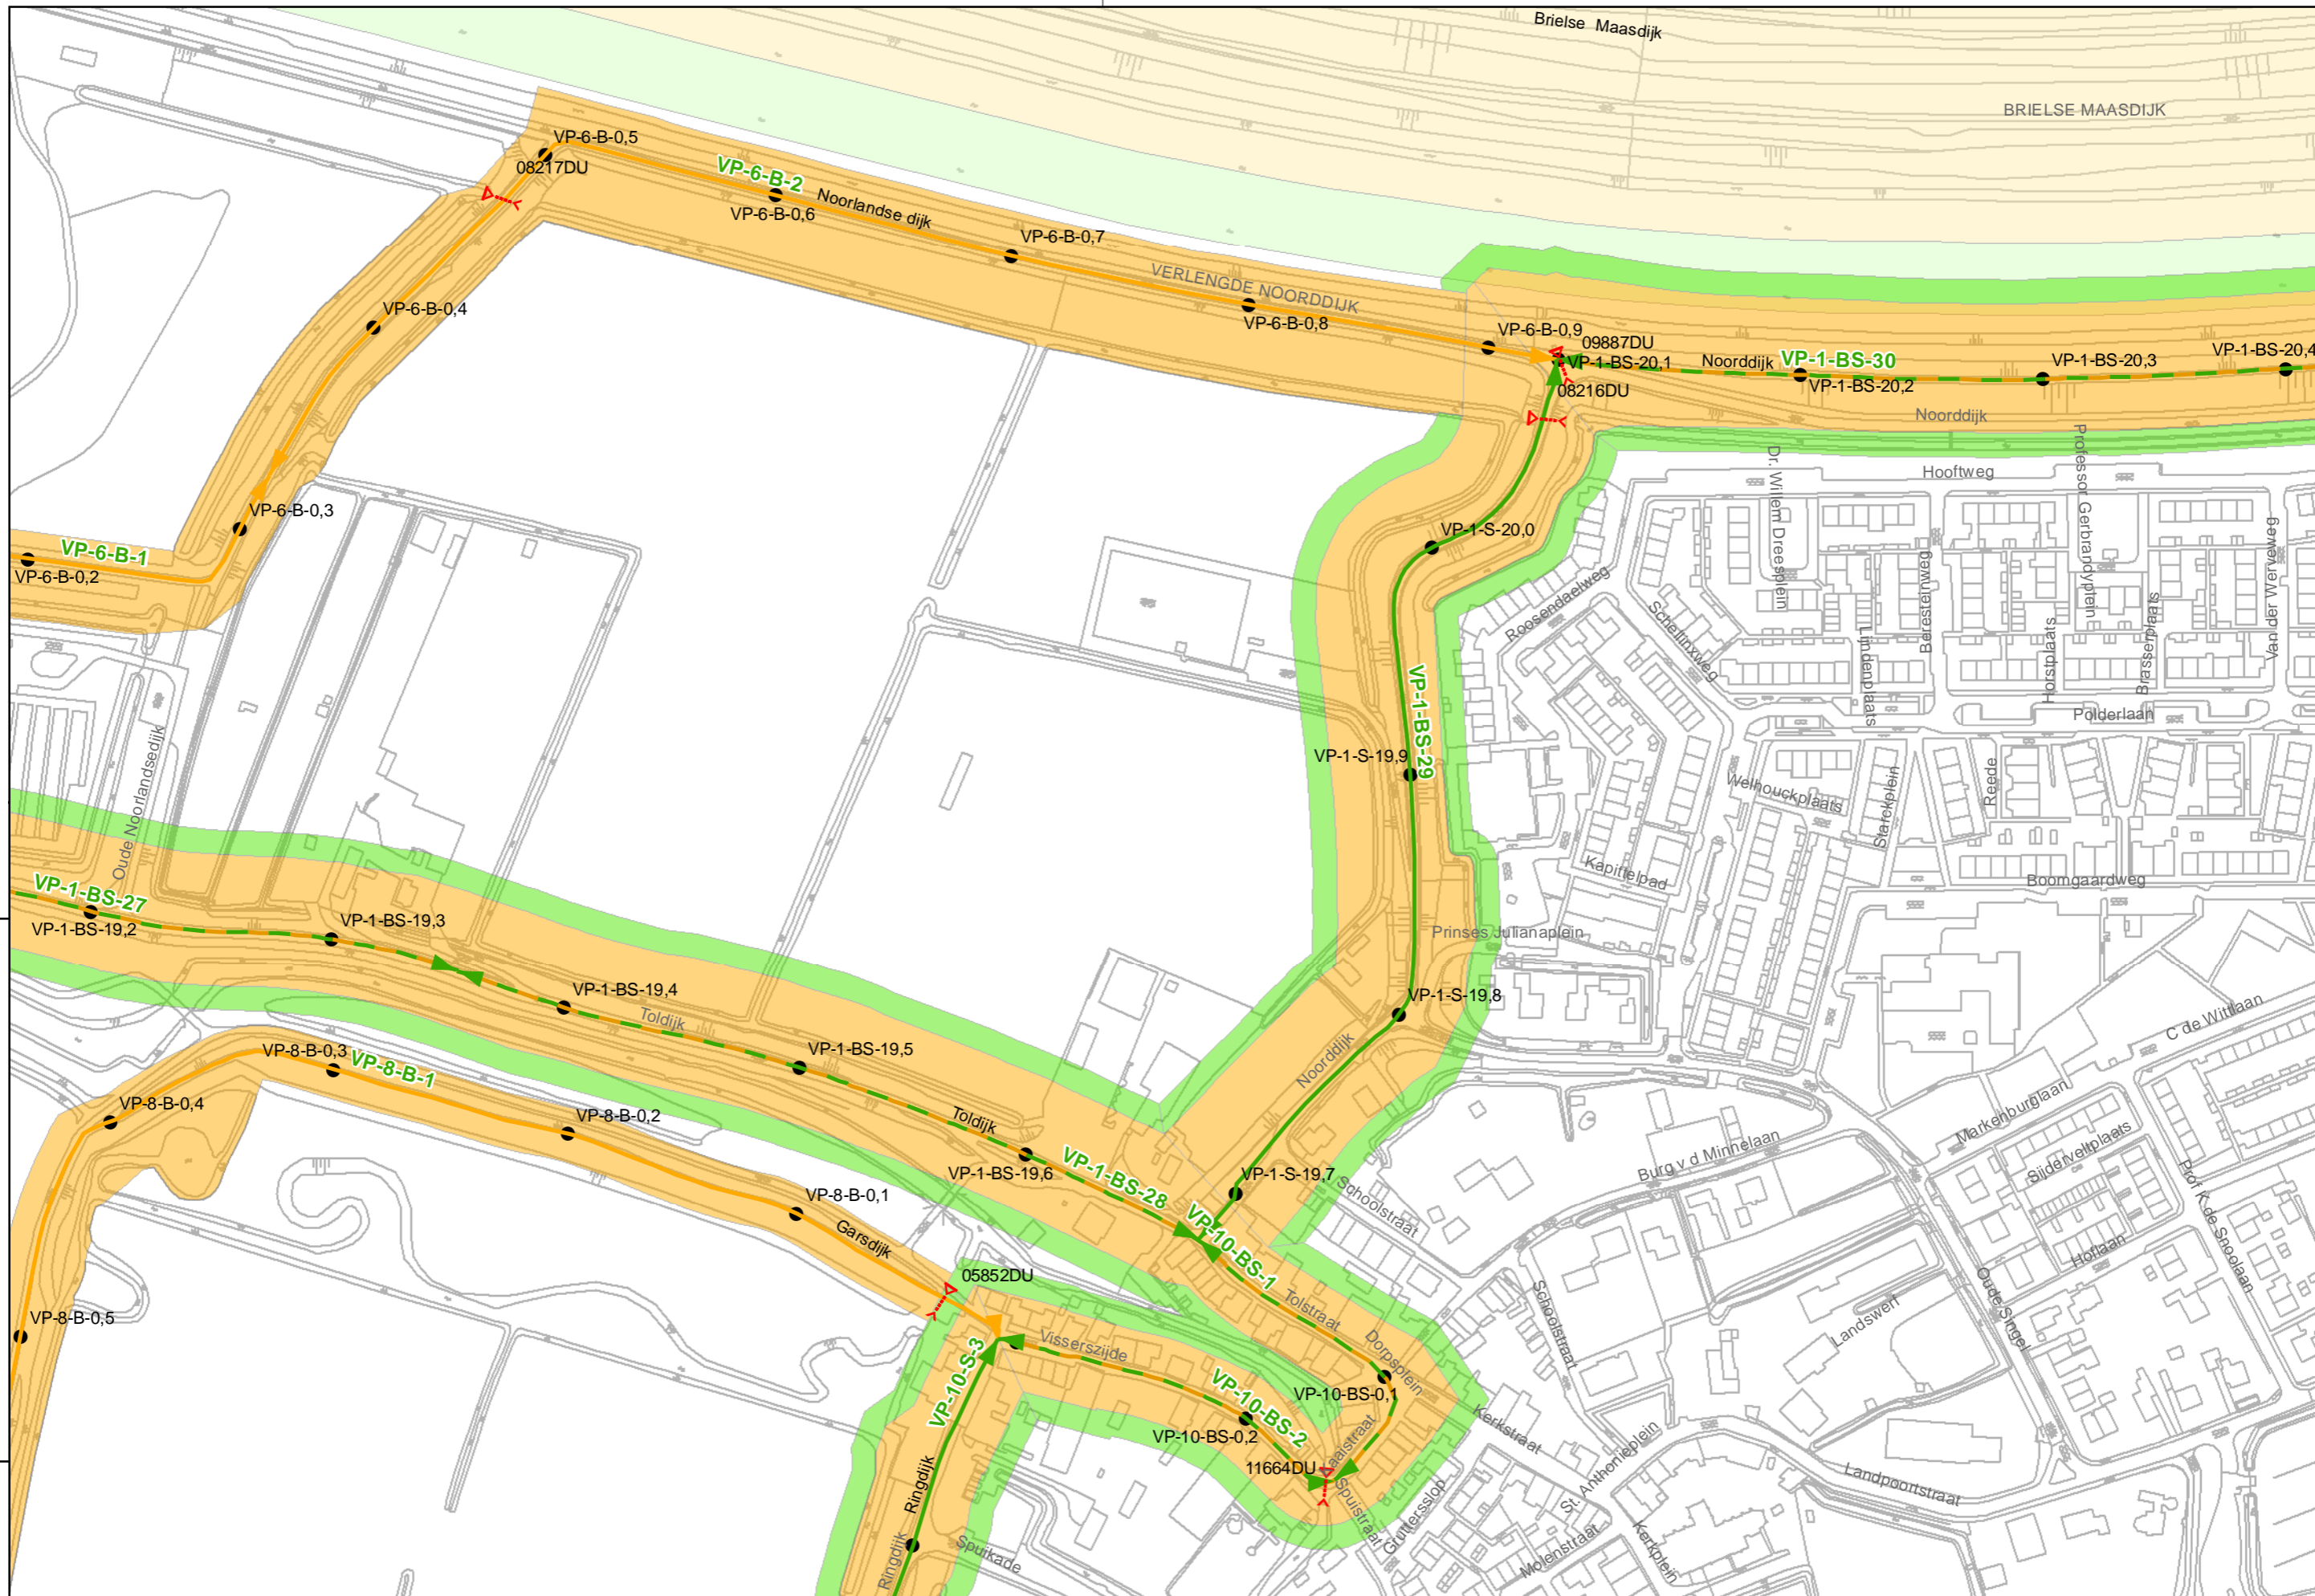 Brielse Maasdijk
BRIELSE MAASDIJK
VP-6-B-0,5
08217DU
VP-6-B-2
VP-6-B-0,6
Noorlandse dijk
VP-6-B-0,7
VERLENGDE NOORDDIJK
VP-6-B-0,8
VP-6-B-0,4
VP-6-B-0,9
09887DU
VP-1-BS-20,1
08216DU
Noorddijk
VP-1-BS-30
VP-1-BS-20,2
VP-1-BS-20,3
VP-1-BS-20,4
Noorddijk
Hooftweg
VP-6-B-0,3
VP-6-B-1
VP-6-B-0,2
VP-1-S-20,0
Dr. Willem Dreesplein
Professor Gerbrandyplein
Beresteinweg
Van der Werveweg
Roosendaelweg
Scheflinxweg
Lijndenplaats
Horstplaats
Brasserplaats
Polderlaan
VP-1-BS-29
VP-1-S-19,9
Oude Noorlandsedijk
Welhouckplaats
Starckplein
Reede
Kapittelpad
Boomgaardweg
VP-1-BS-27
VP-1-BS-19,2
VP-1-BS-19,3
Prinses Julianaplein
VP-1-BS-19,4
Toldijk
VP-1-S-19,8
Noorddijk
C de Wittlaan
VP-8-B-0,3
VP-8-B-1
VP-1-BS-19,5
VP-8-B-0,4
VP-8-B-0,2
Toldijk
VP-1-BS-19,6
VP-1-BS-28
Markenburglaan
Sijderveltplaats
Burg v d Minnelaan
Prof K de Snoolaan
VP-1-S-19,7
Schoolstraat
VP-8-B-0,1
Garsdijk
VP-10-BS-1
Hoflaan
05852DU
Tolstraat
Schoolstraat
Oude Singel
Landswerf
VP-8-B-0,5
Visserszijde
Dorpsplein
VP-10-S-3
VP-10-BS-2
VP-10-BS-0,1
VP-10-BS-0,2
Kerkstraat
Laaistraat
11664DU
Ringdijk
Spuistraat
Gruttersslop
St. Anthonieplein
Landpoortstraat
Ringdijk
Spuikade
Molenstraat
Kerkplein